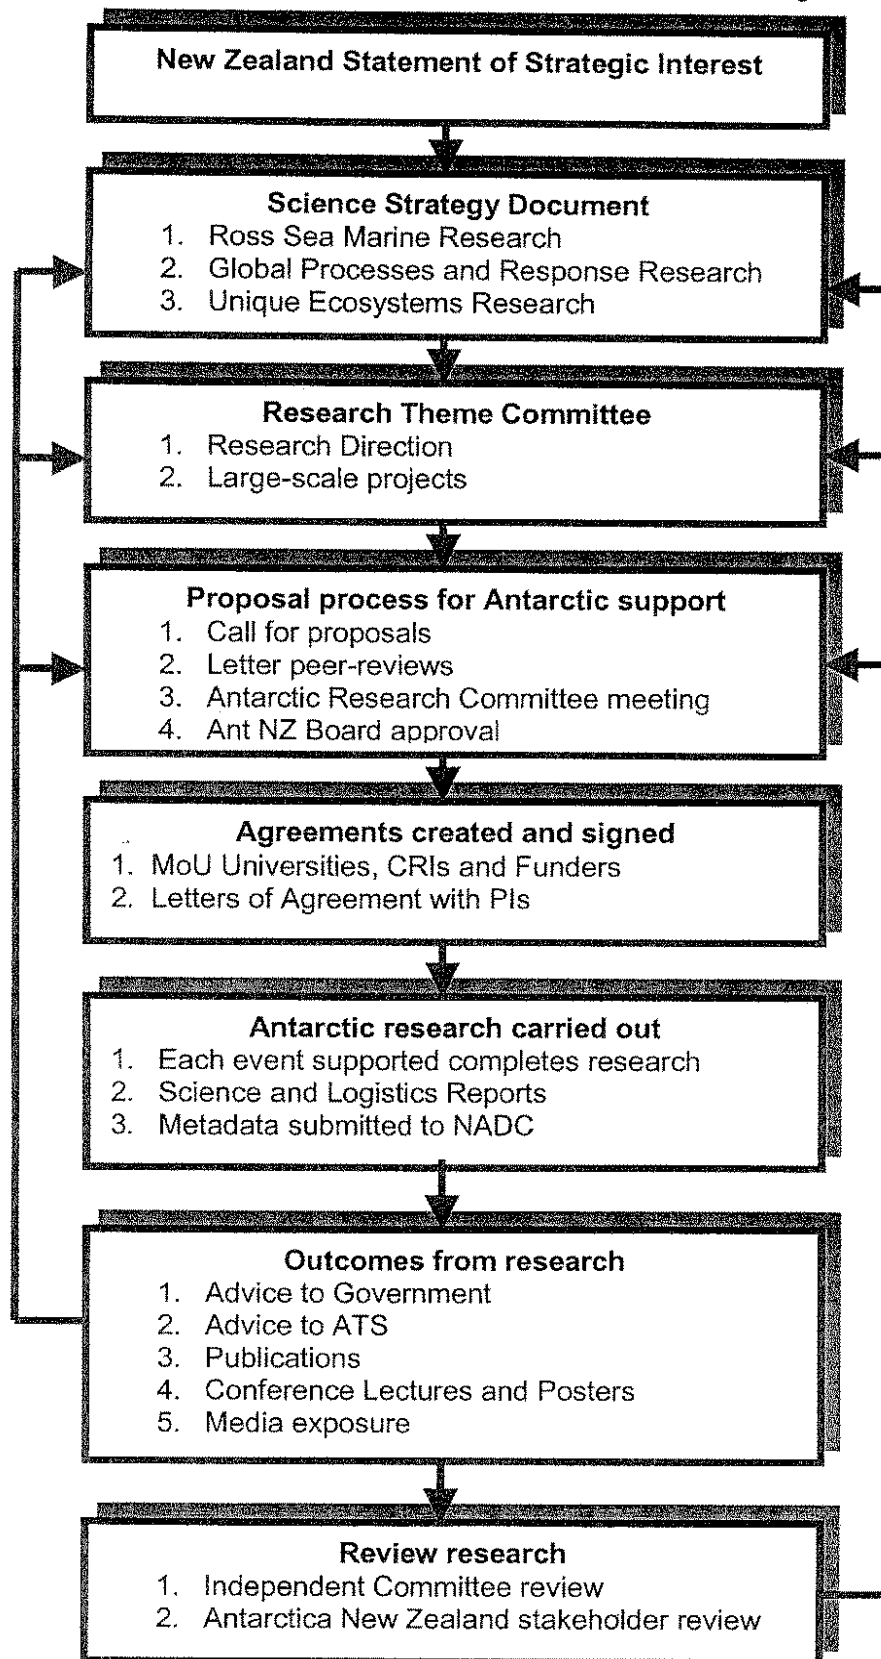 New Zealand Statement of Strategic Interest
Science Strategy Document
1. Ross Sea Marine Research
2. Global Processes and Response Research
3. Unique Ecosystems Research
Research Theme Committee
1. Research Direction
2. Large-scale projects
Proposal process for Antarctic support
1. Call for proposals
2. Letter peer-reviews
3. Antarctic Research Committee meeting
4. Ant NZ Board approval
Agreements created and signed
1. MoU Universities, CRIs and Funders
2. Letters of Agreement with PIs
Antarctic research carried out
1. Each event supported completes research
2. Science and Logistics Reports
3. Metadata submitted to NADC
Outcomes from research
1. Advice to Government
2. Advice to ATS
3. Publications
4. Conference Lectures and Posters
5. Media exposure
Review research
1. Independent Committee review
2. Antarctica New Zealand stakeholder review